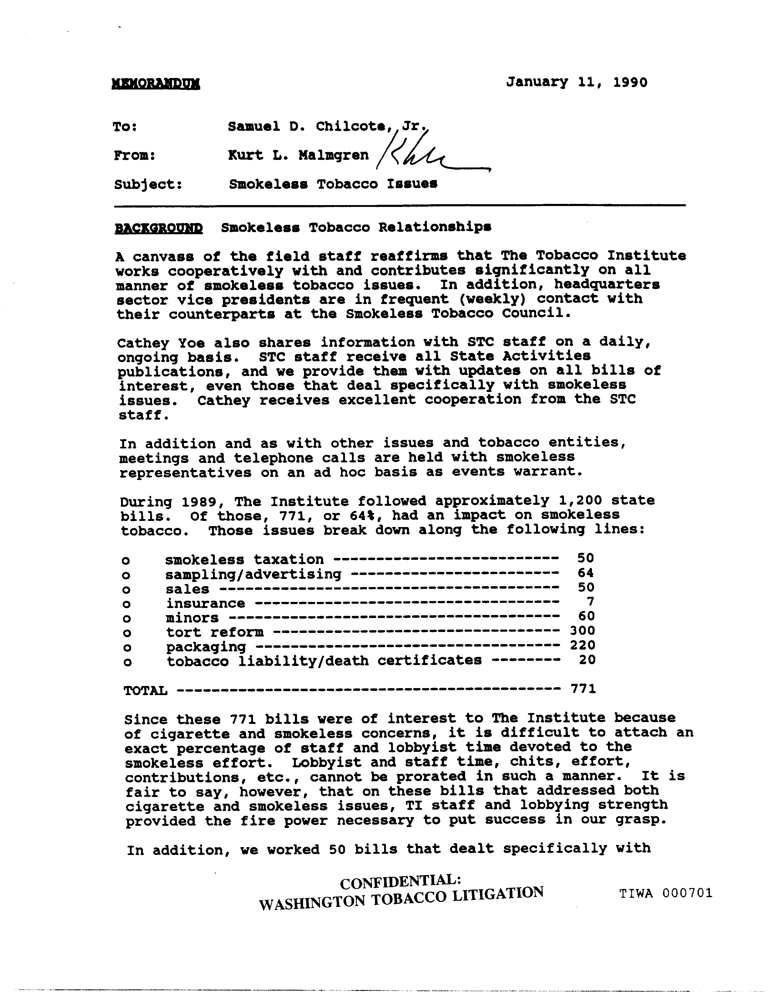 MEMORANDUM January 11, 1990
To: Samuel D. Chilcote, Jr.
From: Kurt L. Malmgren
Subject: Smokeless Tobacco Issues
BACKGROUND Smokeless Tobacco Relationships
A canvass of the field staff reaffirms that The Tobacco Institute
works cooperatively with and contributes significantly on all
manner of smokeless tobacco issues. In addition, headquarters
sector vice presidents are in frequent (weekly) contact with
their counterparts at the Smokeless Tobacco Council.
Cathey Yoe also shares information with STC staff on a daily,
ongoing basis. STC staff receive all State Activities
publications, and we provide them with updates on all bills of
interest, even those that deal specifically with smokeless
issues. Cathey receives excellent cooperation from the STC
staff.
In addition and as with other issues and tobacco entities,
meetings and telephone calls are held with smokeless
representatives on an ad hoc basis as events warrant.
During 1989, The Institute followed approximately 1,200 state
bills. Of those, 771, or 64%, had an impact on smokeless
tobacco. Those issues break down along the following lines:
o smokeless taxation -------------------------- 50
o sampling/advertising ------------------------ 64
o sales --------------------------------------- 50
o insurance ----------------------------------- 7
o minors -------------------------------------- 60
o tort reform --------------------------------- 300
o packaging ----------------------------------- 220
o tobacco liability/death certificates -------- 20
TOTAL -------------------------------------------- 771
Since these 771 bills were of interest to The Institute because
of cigarette and smokeless concerns, it is difficult to attach an
exact percentage of staff and lobbyist time devoted to the
smokeless effort. Lobbyist and staff time, chits, effort,
contributions, etc., cannot be prorated in such a manner. It is
fair to say, however, that on these bills that addressed both
cigarette and smokeless issues, TI staff and lobbying strength
provided the fire power necessary to put success in our grasp.
In addition, we worked 50 bills that dealt specifically with
CONFIDENTIAL:
WASHINGTON TOBACCO LITIGATION
TIWA 000701